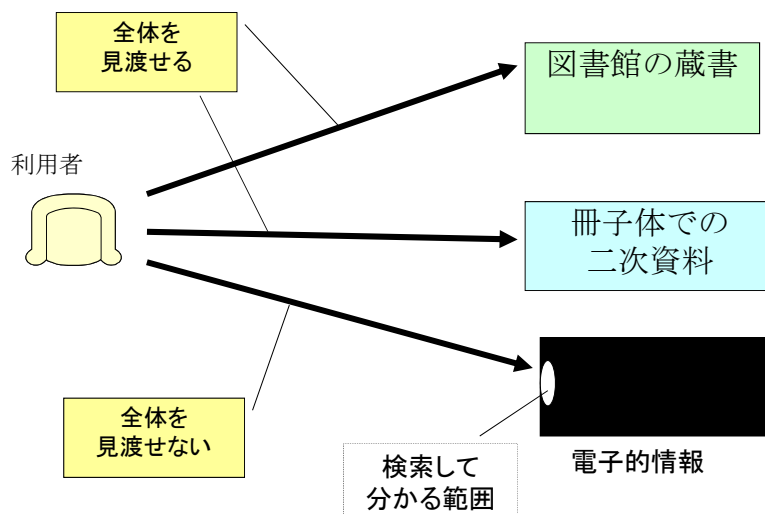 全体を
見渡せる
図書館の蔵書
利用者
冊子体での
二次資料
全体を
見渡せない
検索して
分かる範囲
電子的情報